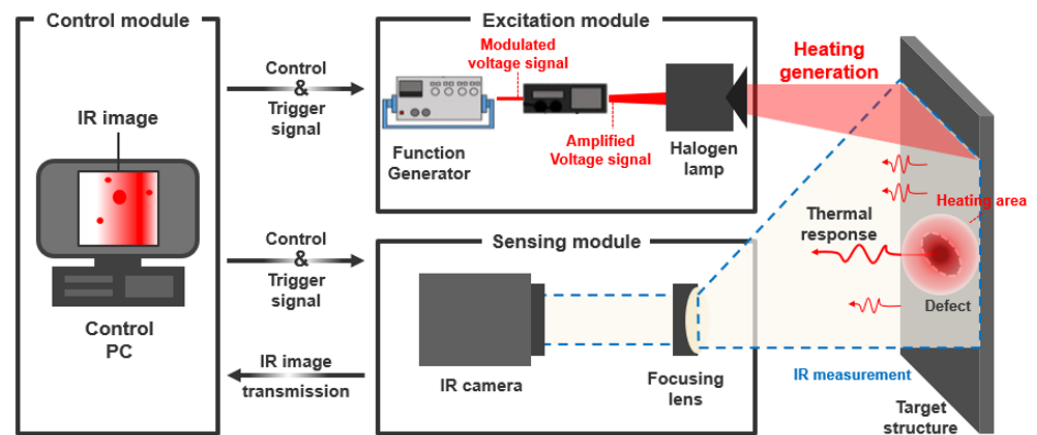 Control module
IR image
Control
PC
Control
&
Trigger
signal
Control
&
Trigger
signal
IR image
transmission
Excitation module
Modulated
voltage signal
Function
Generator
Amplified
Voltage signal
Halogen
lamp
Sensing module
IR camera
Focusing
lens
Heating
generation
Heating area
Thermal
response
Defect
IR measurement
Target
structure